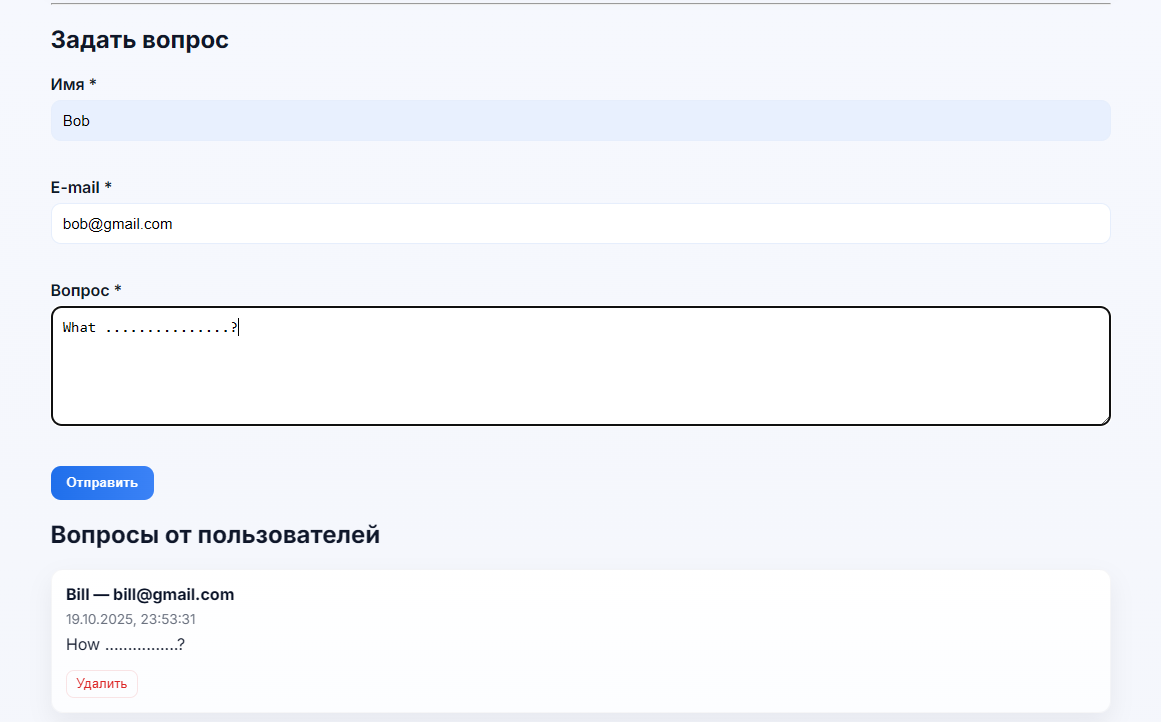 Задать вопрос
Имя *
Bob
E-mail *
bob@gmail.com
Вопрос *
What ...............?
Отправить
Вопросы от пользователей
Bill — bill@gmail.com
19.10.2025, 23:53:31
How ................?
Удалить